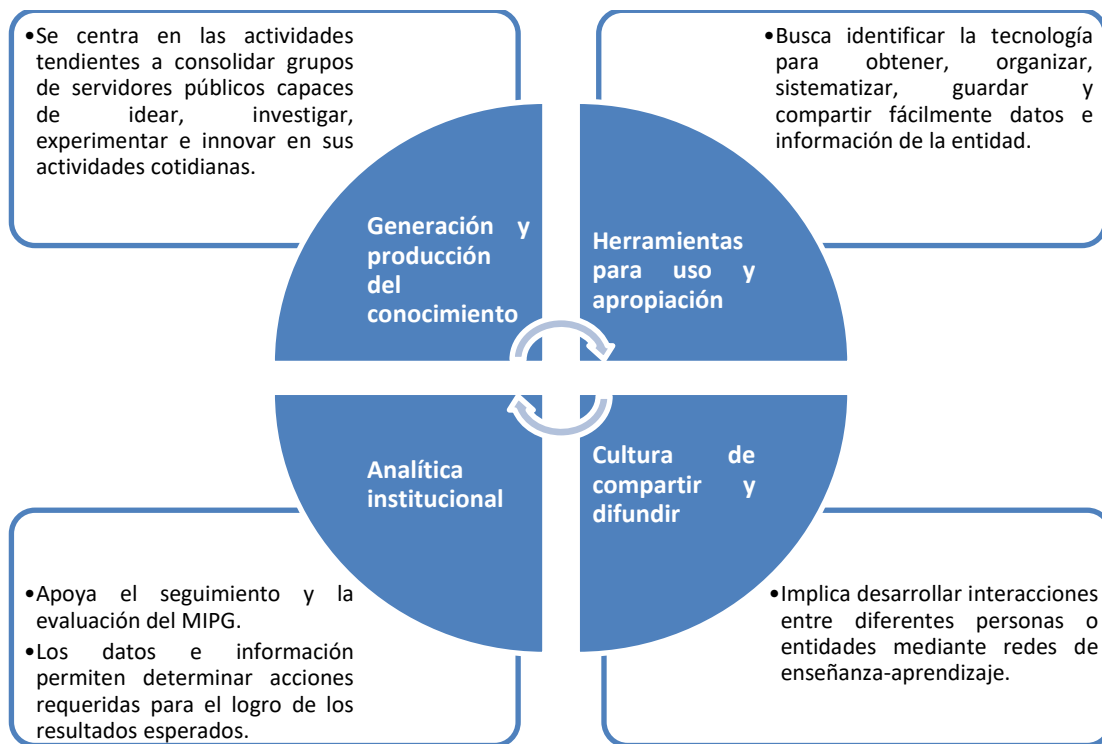 •Se centra en las actividades
tendientes a consolidar grupos
de servidores públicos capaces
de idear, investigar,
experimentar e innovar en sus
actividades cotidianas.
•Busca identificar la tecnología
para obtener, organizar,
sistematizar, guardar y
compartir fácilmente datos e
información de la entidad.
Generación y
producción
del
conocimiento
Herramientas
para uso y
apropiación
Analítica
institucional
Cultura de
compartir y
difundir
•Apoya el seguimiento y la
evaluación del MIPG.
•Los datos e información
permiten determinar acciones
requeridas para el logro de los
resultados esperados.
•Implica desarrollar interacciones
entre diferentes personas o
entidades mediante redes de
enseñanza-aprendizaje.